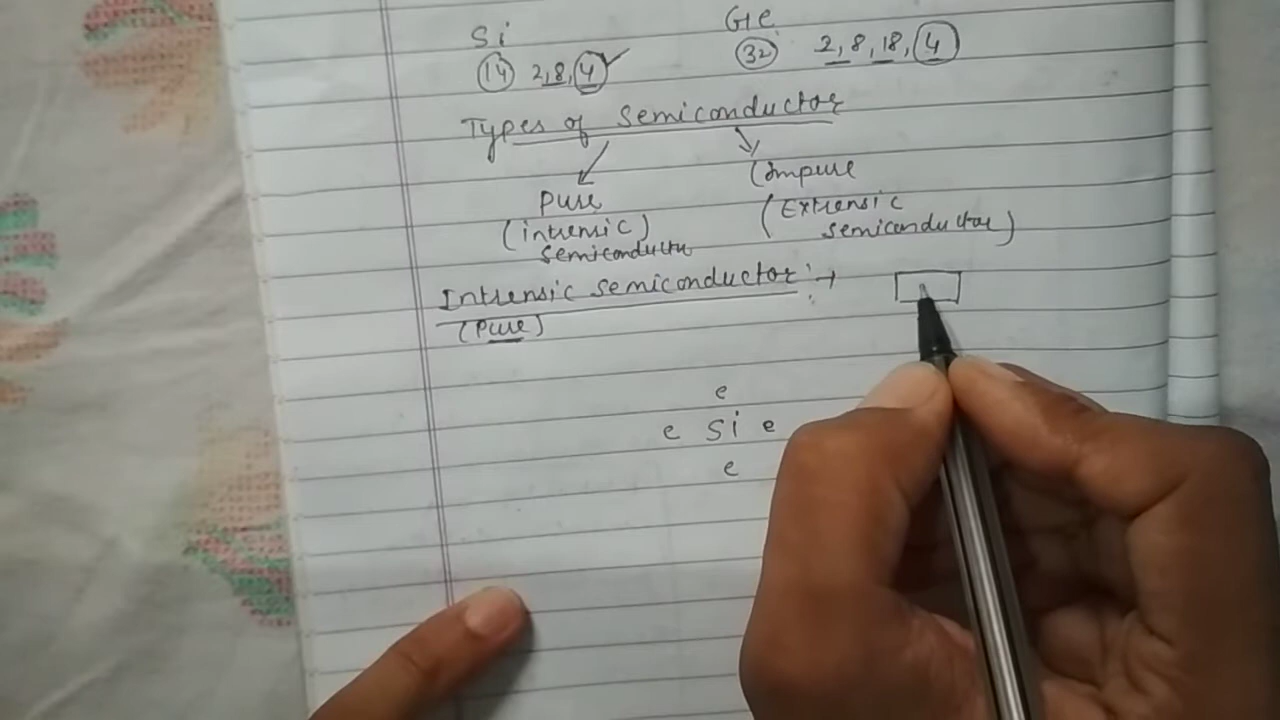 Si Ge
14 2,8,4 32 2,8,18,4
Types of Semiconductor
Pure (Impure
(intrensic) (Extrensic
semiconductor semiconductor)
Intrensic semiconductor :→
(Pure)
e
e Si e
e